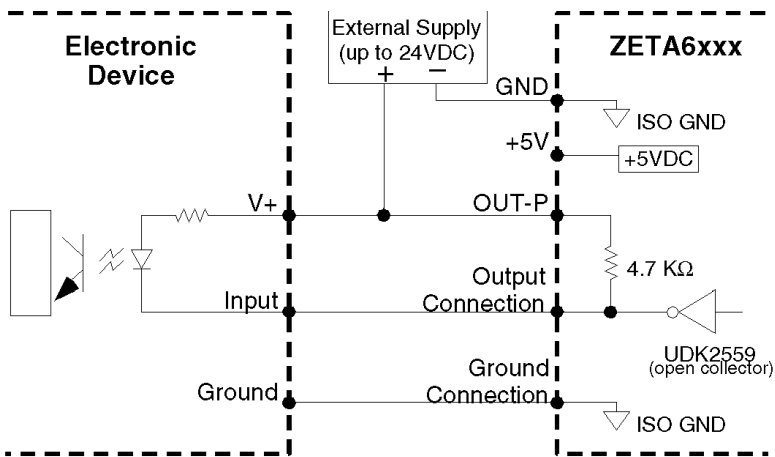 Electronic
Device
External Supply
(up to 24VDC)
+ −
ZETA6xxx
GND
ISO GND
+5V
+5VDC
V+
OUT-P
4.7 KΩ
Output
Connection
Input
UDK2559
(open collector)
Ground
Connection
Ground
ISO GND